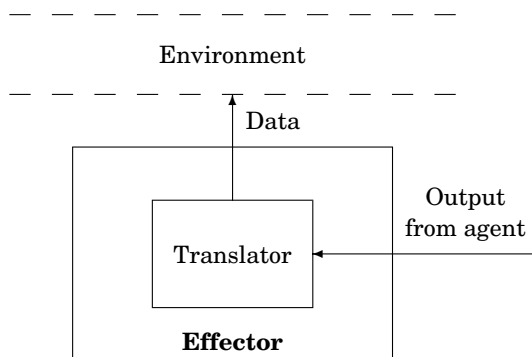 Environment
Data
Output
from agent
Translator
Effector